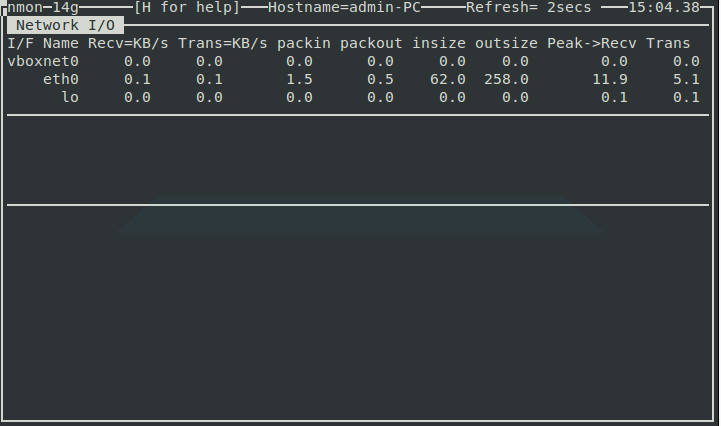 nmon-14g [H for help] Hostname=admin-PC Refresh= 2secs 15:04.38
Network I/O
I/F Name Recv=KB/s Trans=KB/s packin packout insize outsize Peak->Recv Trans
vboxnet0 0.0 0.0 0.0 0.0 0.0 0.0 0.0 0.0
eth0 0.1 0.1 1.5 0.5 62.0 258.0 11.9 5.1
lo 0.0 0.0 0.0 0.0 0.0 0.0 0.1 0.1